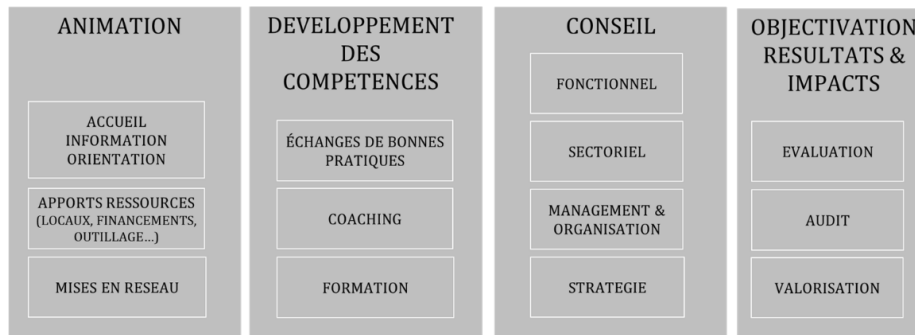 ANIMATION
ACCUEIL
INFORMATION
ORIENTATION
APPORTS RESSOURCES
(LOCAUX, FINANCEMENTS,
OUTILLAGE...)
MISES EN RESEAU
DEVELOPPEMENT
DES
COMPETENCES
ÉCHANGES DE BONNES
PRATIQUES
COACHING
FORMATION
CONSEIL
FONCTIONNEL
SECTORIEL
MANAGEMENT &
ORGANISATION
STRATEGIE
OBJECTIVATION
RESULTATS &
IMPACTS
EVALUATION
AUDIT
VALORISATION